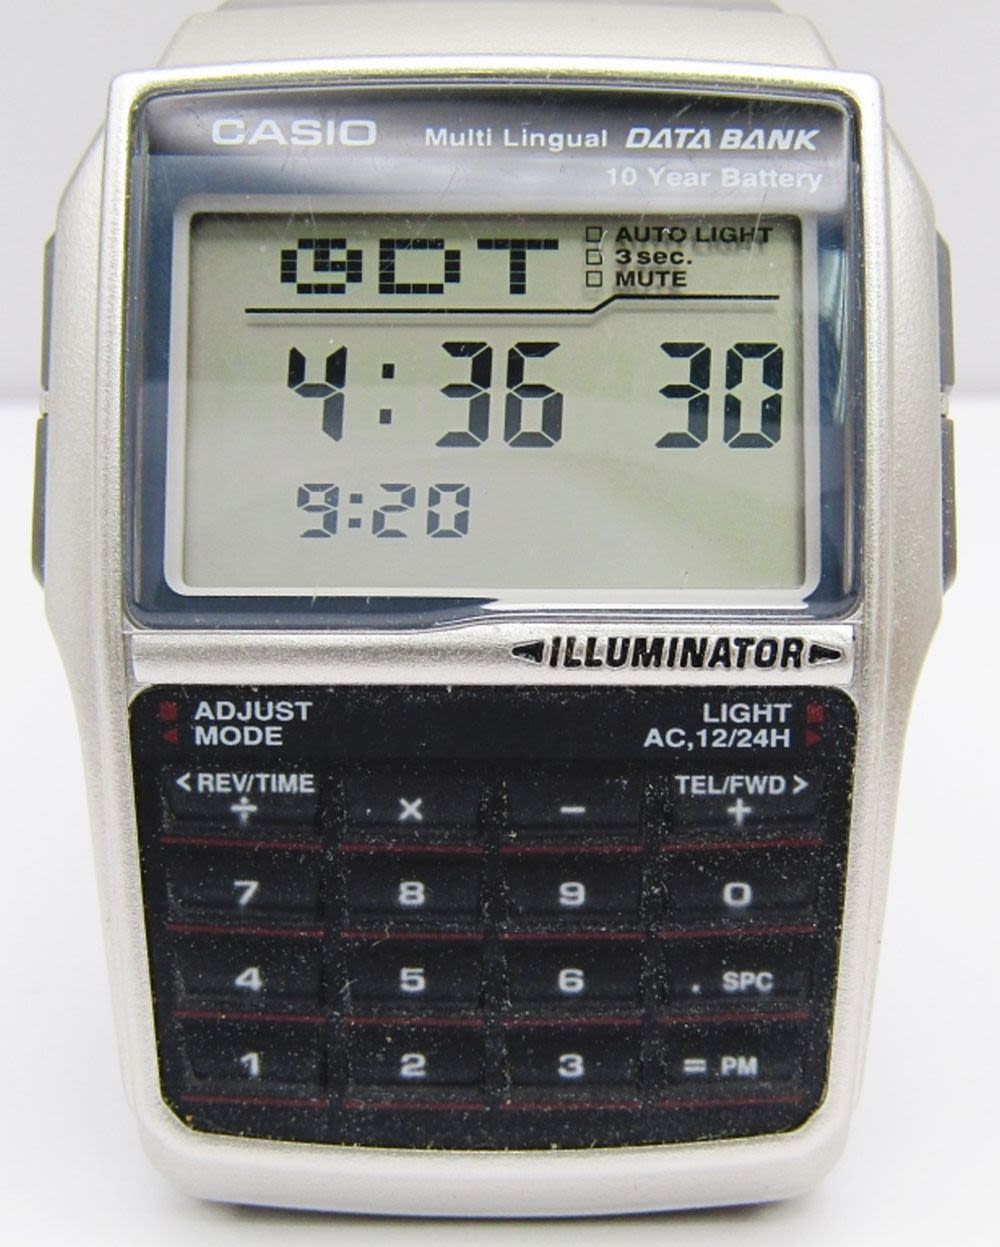 CASIO Multi Lingual DATA BANK
10 Year Battery
DT AUTO LIGHT
3 sec.
MUTE
4:36 30
9:20
ILLUMINATOR
ADJUST LIGHT
MODE AC,12/24H
< REV/TIME TEL/FWD >
÷ × − +
7 8 9 0
4 5 6 . SPC
1 2 3 = PM